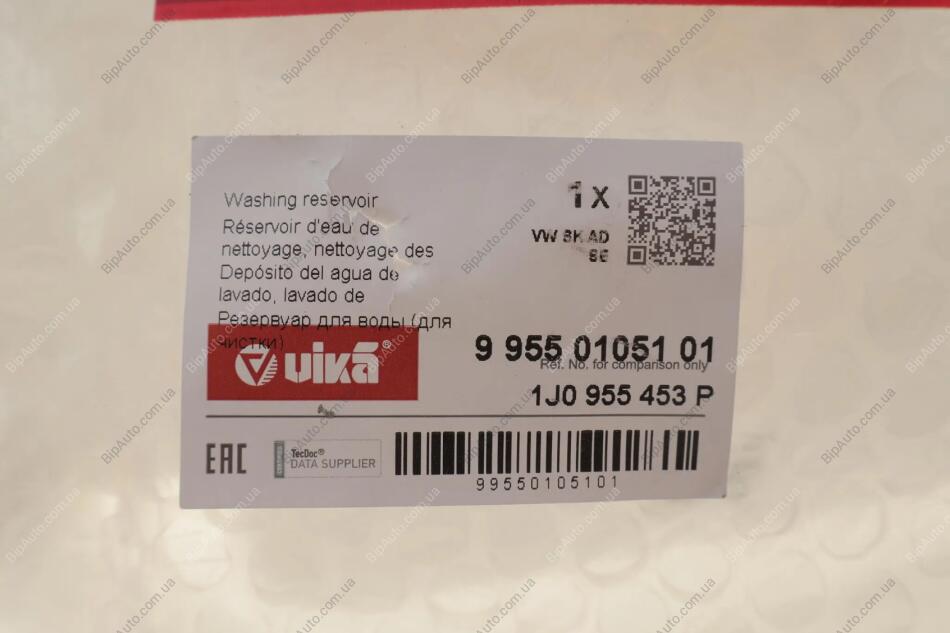 Washing reservoir
Réservoir d'eau de
nettoyage, nettoyage des
Depósito del agua de
lavado, lavado de
Резервуар для воды (для
чистки)
1 X
VW SK AD
SE
vika®
9 955 01051 01
Ref. No. for comparison only
1J0 955 453 P
EAC
CERTIFIED
TecDoc®
DATA SUPPLIER
99550105101
BipAuto.com.ua